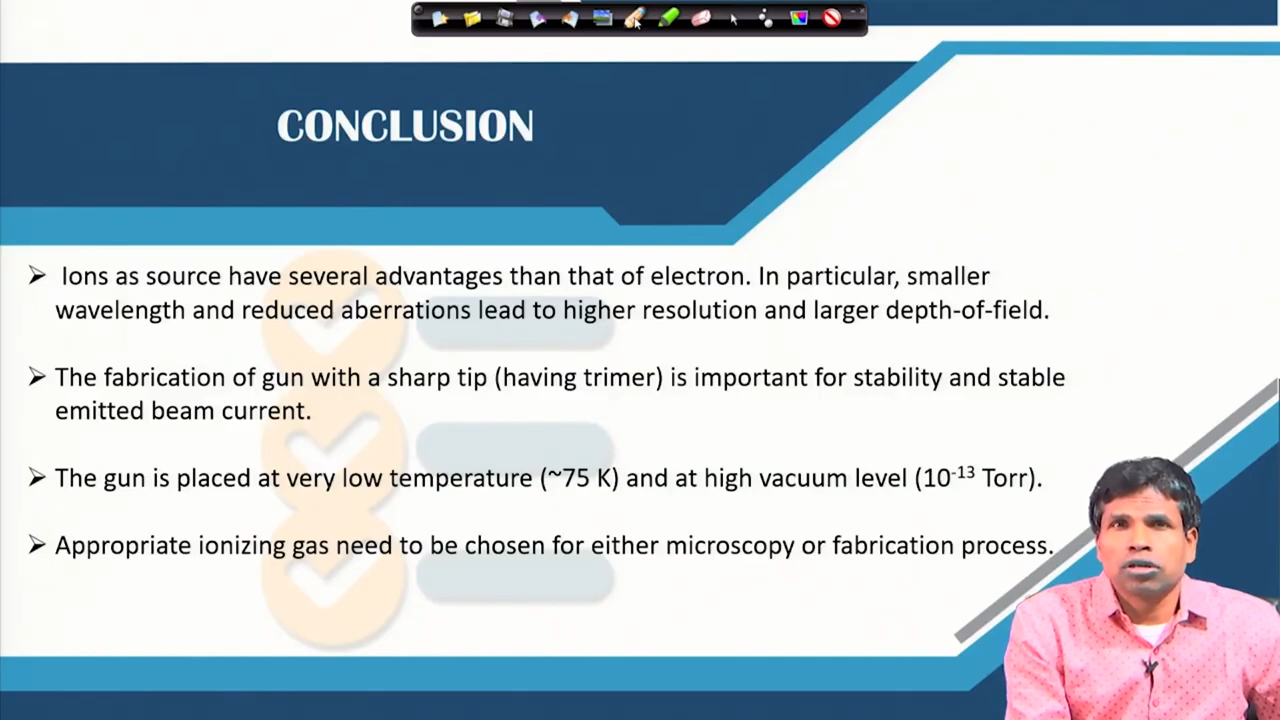 CONCLUSION
➢ Ions as source have several advantages than that of electron. In particular, smaller
wavelength and reduced aberrations lead to higher resolution and larger depth-of-field.
➢ The fabrication of gun with a sharp tip (having trimer) is important for stability and stable
emitted beam current.
➢ The gun is placed at very low temperature (~75 K) and at high vacuum level (10⁻¹³ Torr).
➢ Appropriate ionizing gas need to be chosen for either microscopy or fabrication process.